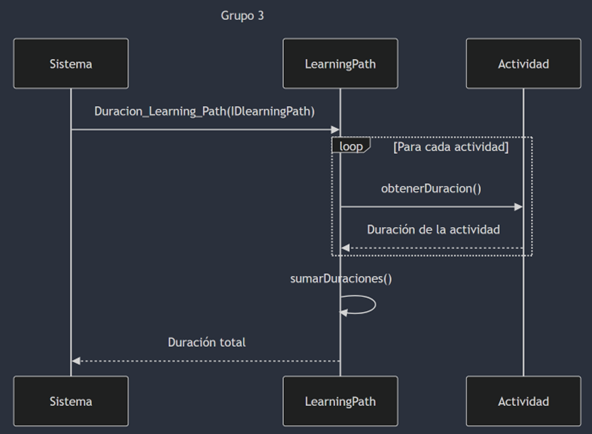 Grupo 3
Sistema
LearningPath
Actividad
Duracion_Learning_Path(IDlearningPath)
loop
[Para cada actividad]
obtenerDuracion()
Duración de la actividad
sumarDuraciones()
Duración total
Sistema
LearningPath
Actividad